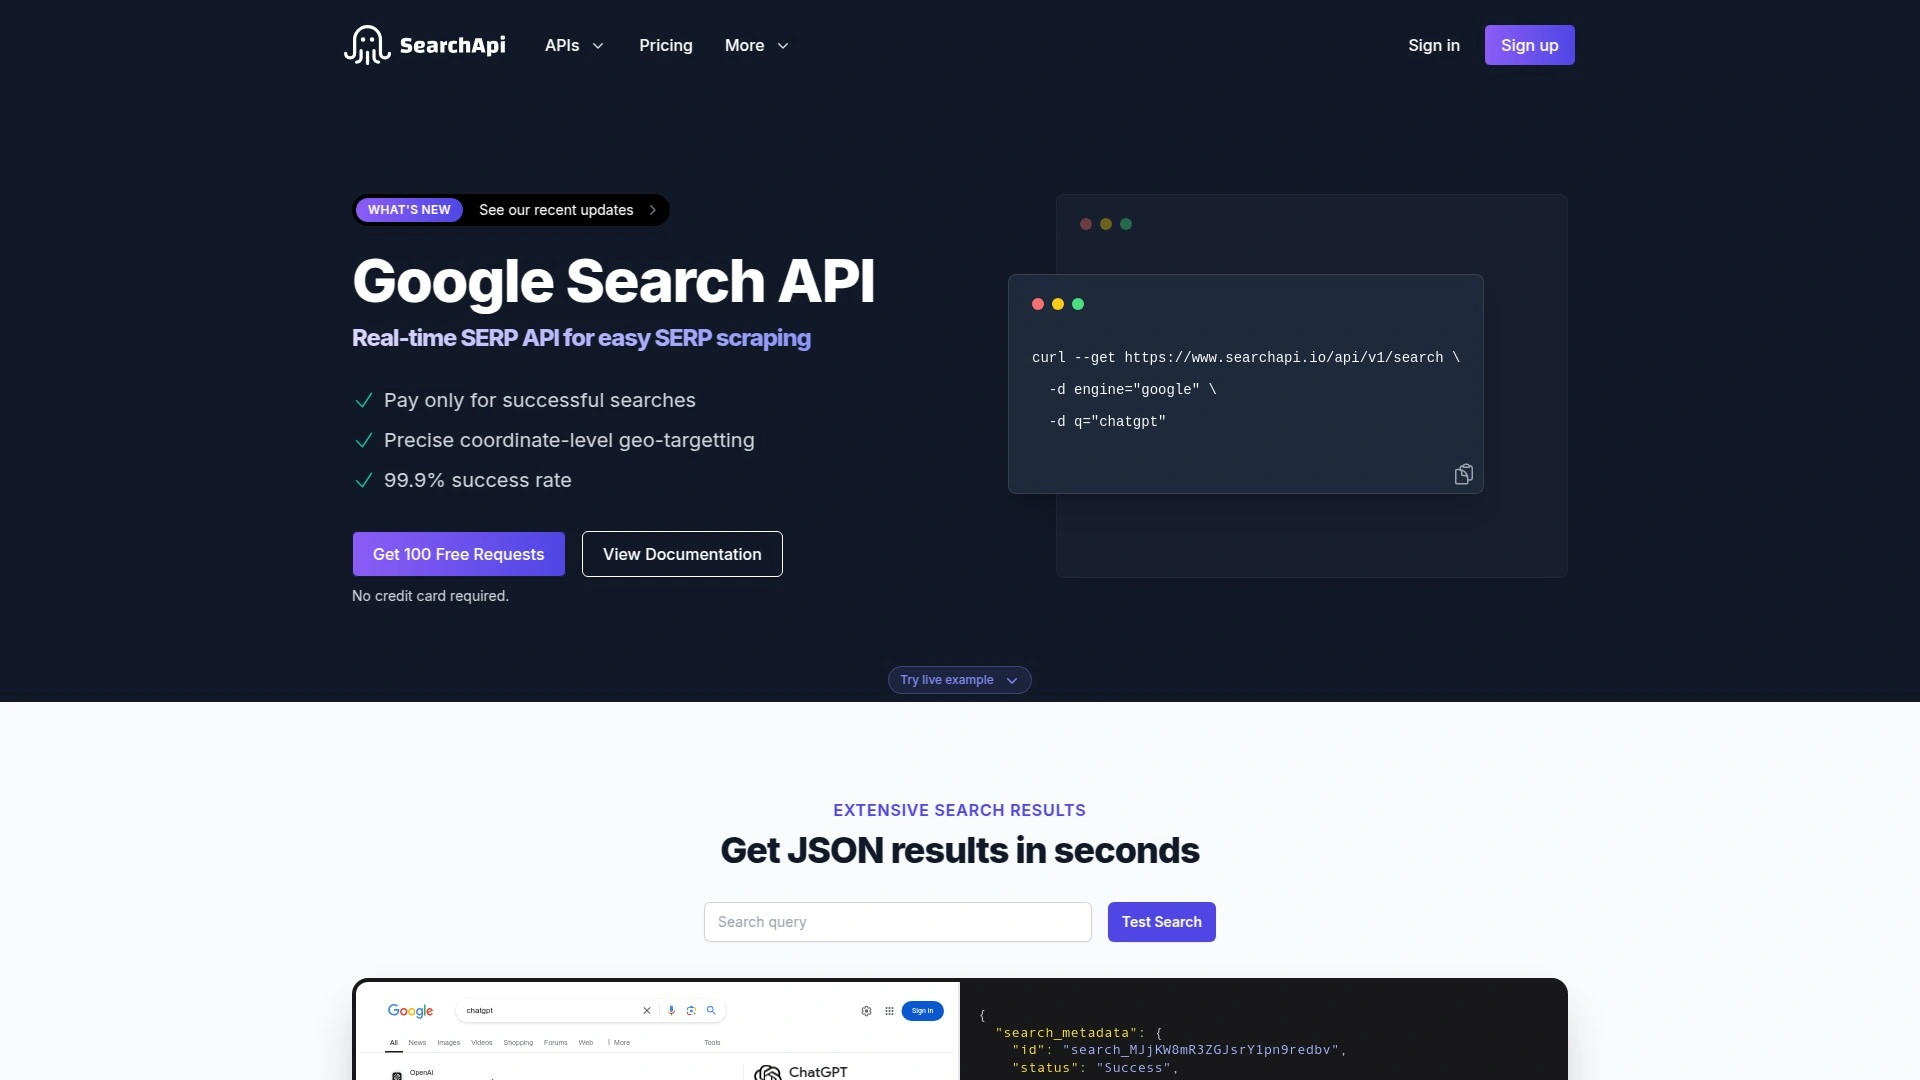 SearchApi
APIs
Pricing
More
Sign in
Sign up
WHAT'S NEW
See our recent updates
Google Search API
Real-time SERP API for easy SERP scraping
Pay only for successful searches
Precise coordinate-level geo-targetting
99.9% success rate
Get 100 Free Requests
View Documentation
No credit card required.
curl --get https://www.searchapi.io/api/v1/search \
-d engine="google" \
-d q="chatgpt"
Try live example
EXTENSIVE SEARCH RESULTS
Get JSON results in seconds
Search query
Test Search
Google
chatgpt
Sign in
All
News
Images
Videos
Shopping
Forums
Web
More
Tools
OpenAI
ChatGPT
{
"search_metadata": {
"id": "search_MJjKW8mR3ZGJsrY1pn9redbv",
"status": "Success",